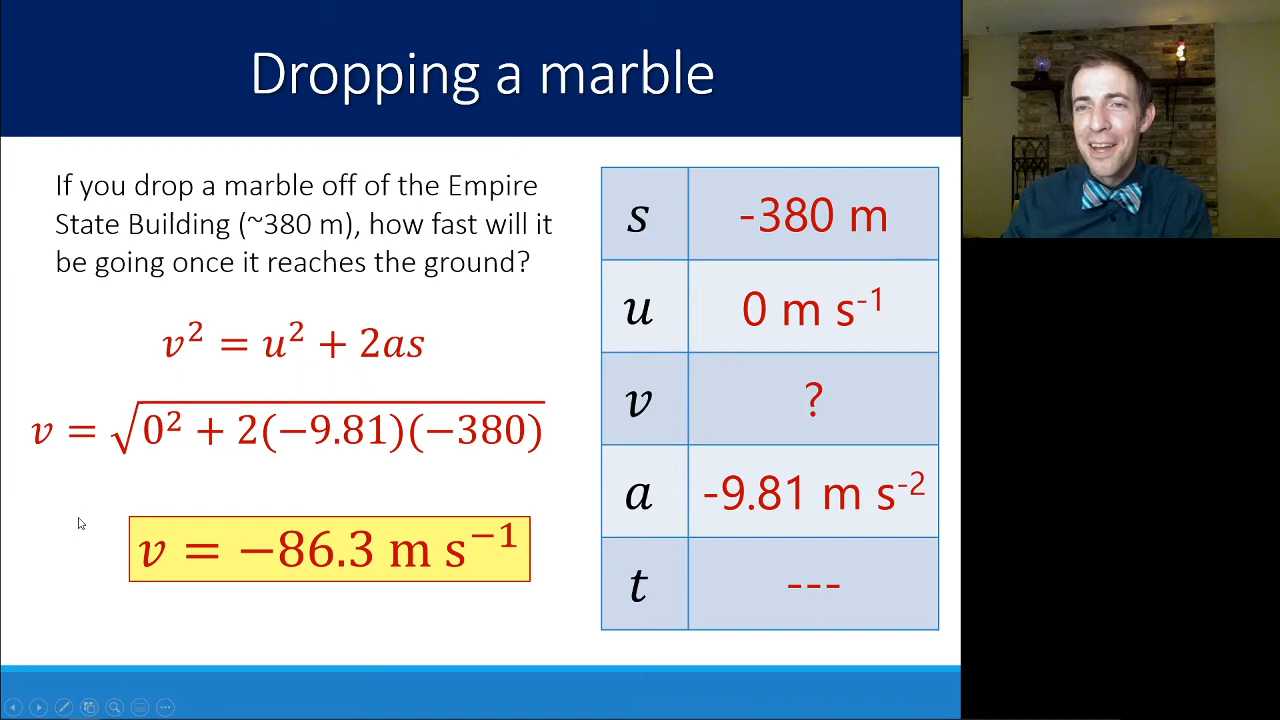 Dropping a marble
If you drop a marble off of the Empire
State Building (~380 m), how fast will it
be going once it reaches the ground?
v² = u² + 2as
v = √(0² + 2(−9.81)(−380))
v = −86.3 m s⁻¹
s -380 m
u 0 m s⁻¹
v ?
a -9.81 m s⁻²
t ---